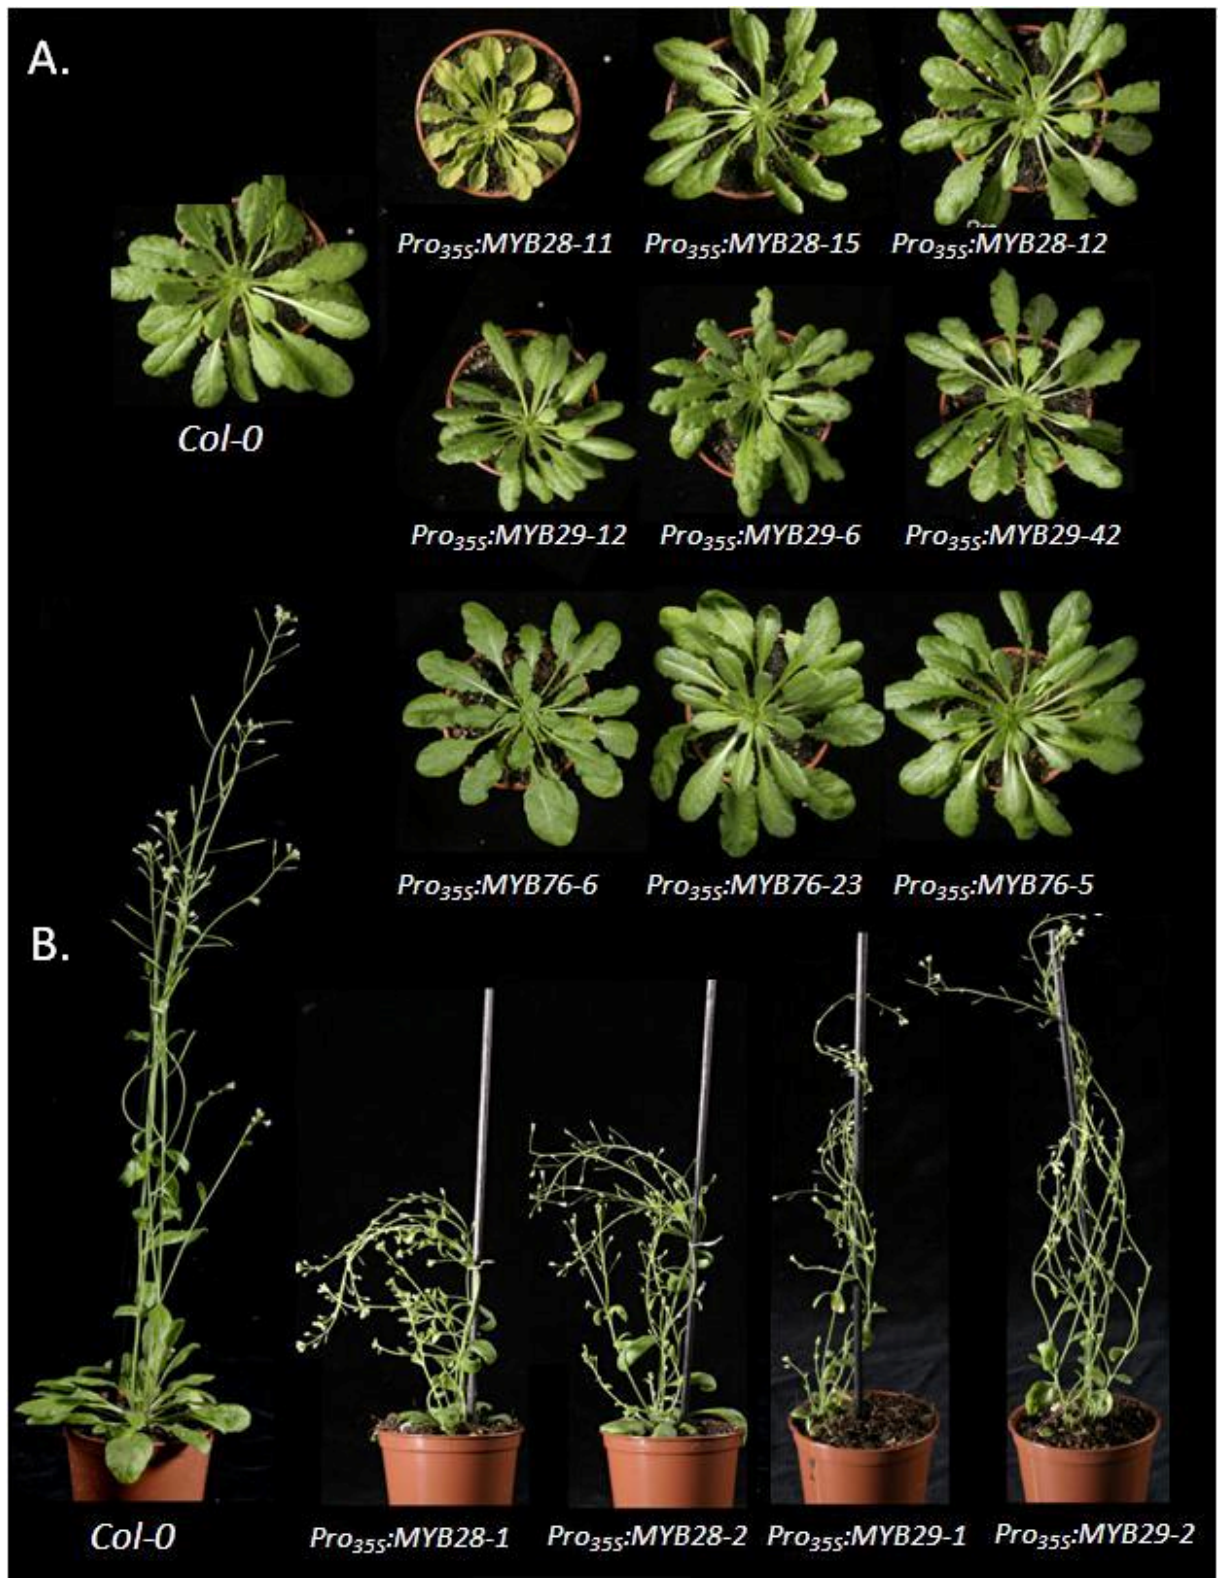 A.
Pro35S:MYB28-11 Pro35S:MYB28-15 Pro35S:MYB28-12
Col-0
Pro35S:MYB29-12 Pro35S:MYB29-6 Pro35S:MYB29-42
Pro35S:MYB76-6 Pro35S:MYB76-23 Pro35S:MYB76-5
B.
Col-0 Pro35S:MYB28-1 Pro35S:MYB28-2 Pro35S:MYB29-1 Pro35S:MYB29-2